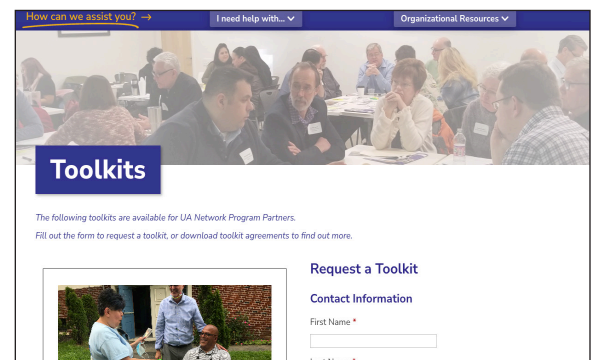 How can we assist you? →
I need help with...
Organizational Resources
Toolkits
The following toolkits are available for UA Network Program Partners.
Fill out the form to request a toolkit, or download toolkit agreements to find out more.
Request a Toolkit
Contact Information
First Name *